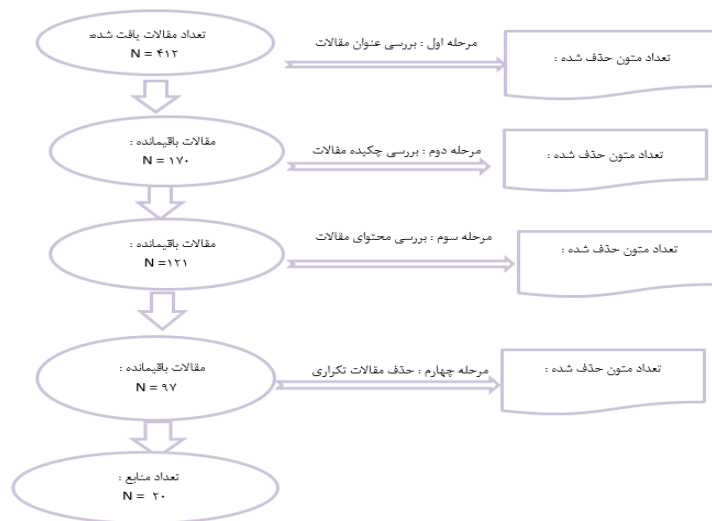 تعداد مقالات یافت شده:
N = ۴۱۲
مرحله اول : بررسی عنوان مقالات
تعداد متون حذف شده :
مقالات باقیمانده :
N = ۱۷۰
مرحله دوم : بررسی چکیده مقالات
تعداد متون حذف شده :
مقالات باقیمانده :
N =۱۲۱
مرحله سوم : بررسی محتوای مقالات
تعداد متون حذف شده :
مقالات باقیمانده :
N = ۹۷
مرحله چهارم : حذف مقالات تکراری
تعداد متون حذف شده :
تعداد منابع :
N = ۲۰